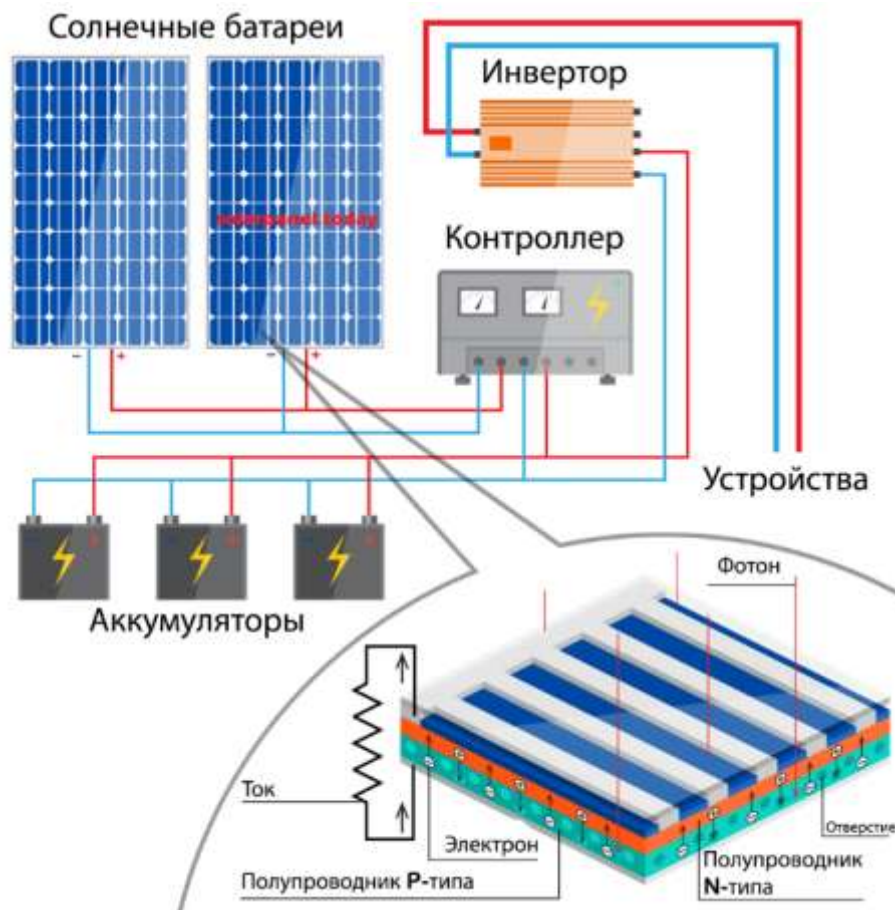 Солнечные батареи
Инвертор
Контроллер
Устройства
Аккумуляторы
Фотон
Ток
Электрон
Отверстие
Полупроводник P-типа
Полупроводник
N-типа